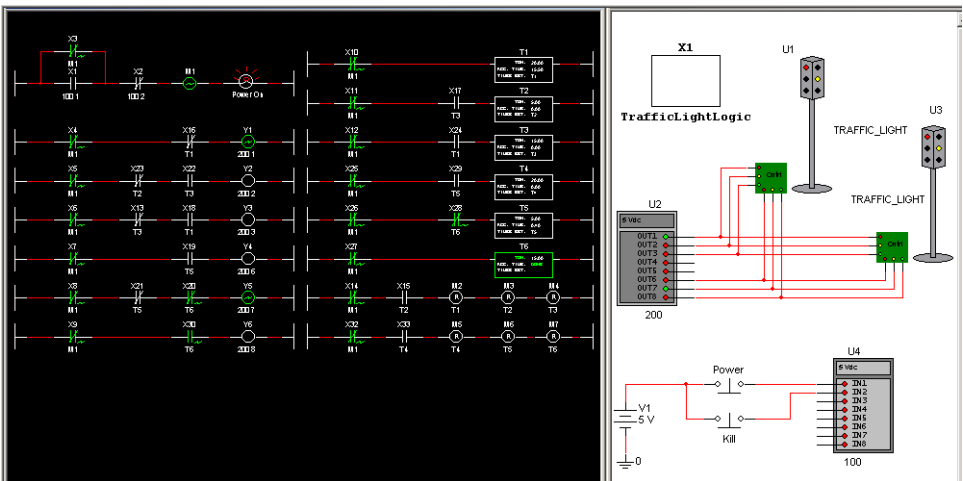 X3
M1
X1
100 1
X2
100 2
M1
Power On
X4
M1
X16
T1
Y1
200 1
X5
M1
X23
T2
X22
T3
Y2
200 2
X6
M1
X13
T1
X18
T3
Y3
200 3
X7
M1
X19
T5
Y4
200 6
X8
M1
X21
T5
X20
T6
Y5
200 7
X9
M1
X30
T6
Y6
200 8
X10
M1
T1
X11
M1
X17
T3
T2
X12
M1
X24
T1
T3
X25
M1
X29
T5
T4
X26
M1
X28
T6
T5
X27
M1
T6
X14
M1
X15
T2
M2
T1
M3
T2
M4
T3
X32
M1
X33
T4
M5
T4
M6
T5
M7
T6
X1
TrafficLightLogic
U1
TRAFFIC_LIGHT
U3
TRAFFIC_LIGHT
U2
5 Vdc
OUT1
OUT2
OUT3
OUT4
OUT5
OUT6
OUT7
OUT8
200
Power
Kill
V1
5 V
0
U4
5 Vdc
IN1
IN2
IN3
IN4
IN5
IN6
IN7
IN8
100